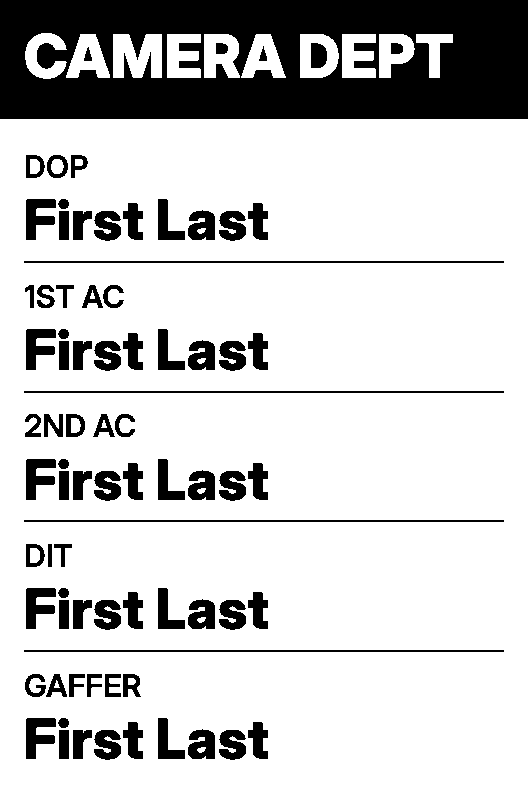 CAMERA DEPT
DOP
First Last
1ST AC
First Last
2ND AC
First Last
DIT
First Last
GAFFER
First Last